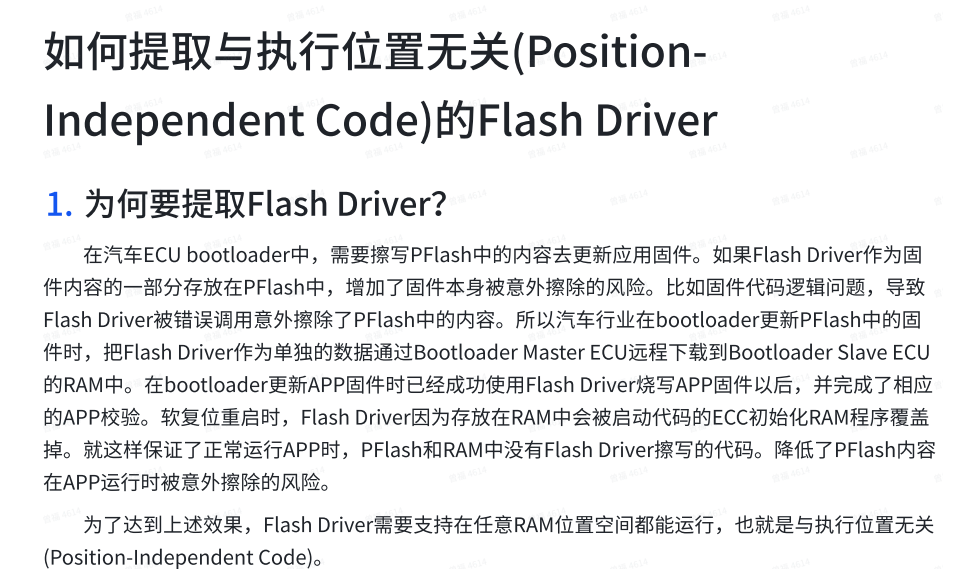 如何提取与执行位置无关(Position-
Independent Code)的Flash Driver
1. 为何要提取Flash Driver？
在汽车ECU bootloader中，需要擦写PFlash中的内容去更新应用固件。如果Flash Driver作为固
件内容的一部分存放在PFlash中，增加了固件本身被意外擦除的风险。比如固件代码逻辑问题，导致
Flash Driver被错误调用意外擦除了PFlash中的内容。所以汽车行业在bootloader更新PFlash中的固
件时，把Flash Driver作为单独的数据通过Bootloader Master ECU远程下载到Bootloader Slave ECU
的RAM中。在bootloader更新APP固件时已经成功使用Flash Driver烧写APP固件以后，并完成了相应
的APP校验。软复位重启时，Flash Driver因为存放在RAM中会被启动代码的ECC初始化RAM程序覆盖
掉。就这样保证了正常运行APP时，PFlash和RAM中没有Flash Driver擦写的代码。降低了PFlash内容
在APP运行时被意外擦除的风险。
为了达到上述效果，Flash Driver需要支持在任意RAM位置空间都能运行，也就是与执行位置无关
(Position-Independent Code)。